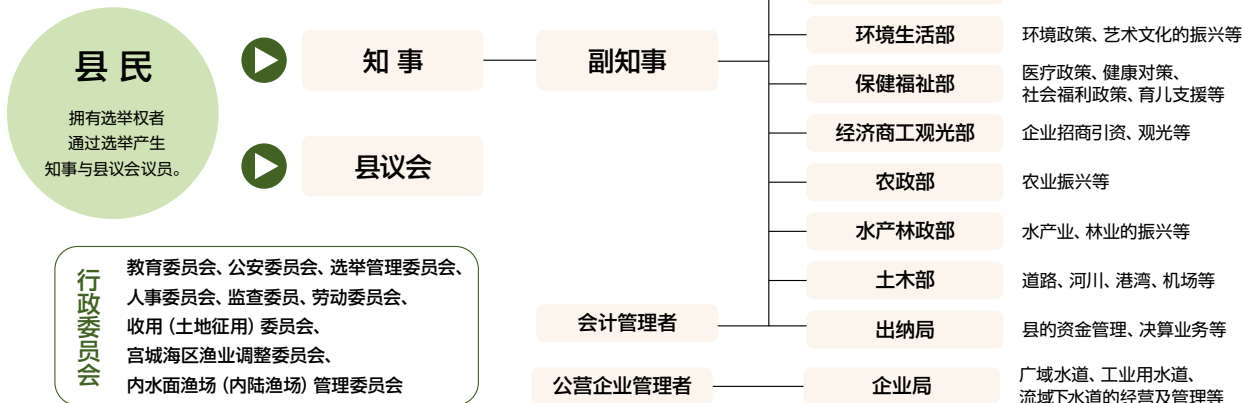 县 民
拥有选举权者
通过选举产生
知事与县议会议员。
知 事
副知事
县议会
环境生活部
环境政策、艺术文化的振兴等
保健福祉部
医疗政策、健康对策、
社会福利政策、育儿支援等
经济商工观光部
企业招商引资、观光等
农政部
农业振兴等
水产林政部
水产业、林业的振兴等
土木部
道路、河川、港湾、机场等
会计管理者
出纳局
县的资金管理、决算业务等
公营企业管理者
企业局
广域水道、工业用水道、
流域下水道的经营及管理等
行政委员会
教育委员会、公安委员会、选举管理委员会、
人事委员会、监查委员、劳动委员会、
收用（土地征用）委员会、
宫城海区渔业调整委员会、
内水面渔场（内陆渔场）管理委员会